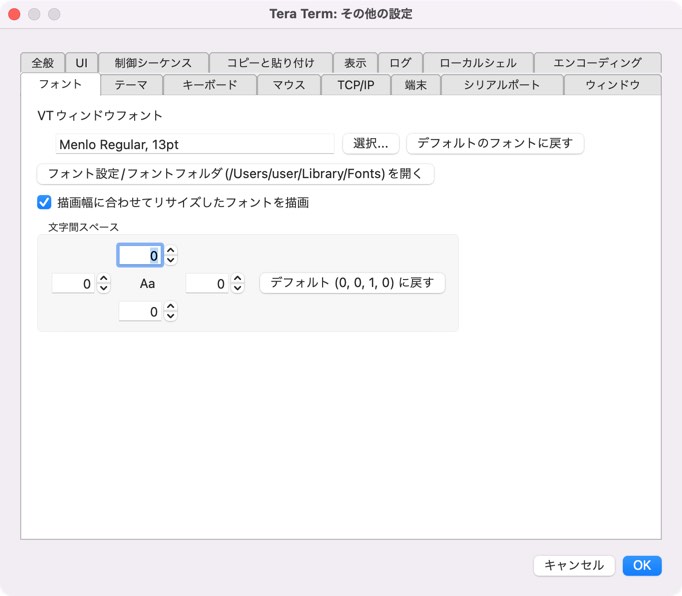 Tera Term: その他の設定
全般 UI 制御シーケンス コピーと貼り付け 表示 ログ ローカルシェル エンコーディング
フォント テーマ キーボード マウス TCP/IP 端末 シリアルポート ウィンドウ
VTウィンドウフォント
Menlo Regular, 13pt 選択... デフォルトのフォントに戻す
フォント設定/フォントフォルダ(/Users/user/Library/Fonts)を開く
描画幅に合わせてリサイズしたフォントを描画
文字間スペース
0
0 Aa 0 デフォルト (0, 0, 1, 0) に戻す
0
キャンセル OK